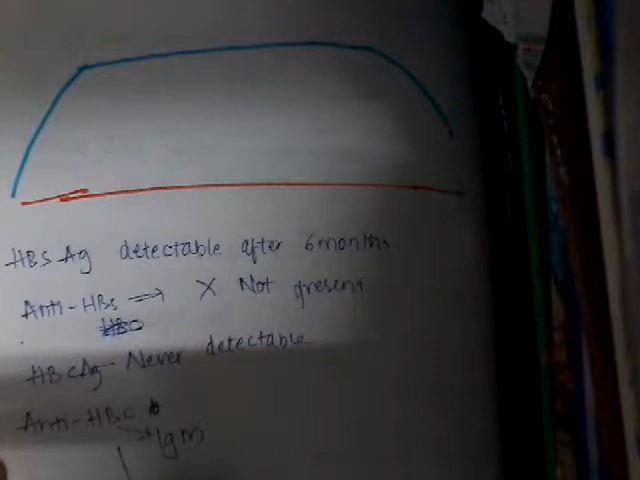 HBS Ag detectable after 6 months
Anti-HBs ⟹ X Not present
HBcAg- Never detectable
Anti-HBC
IgM